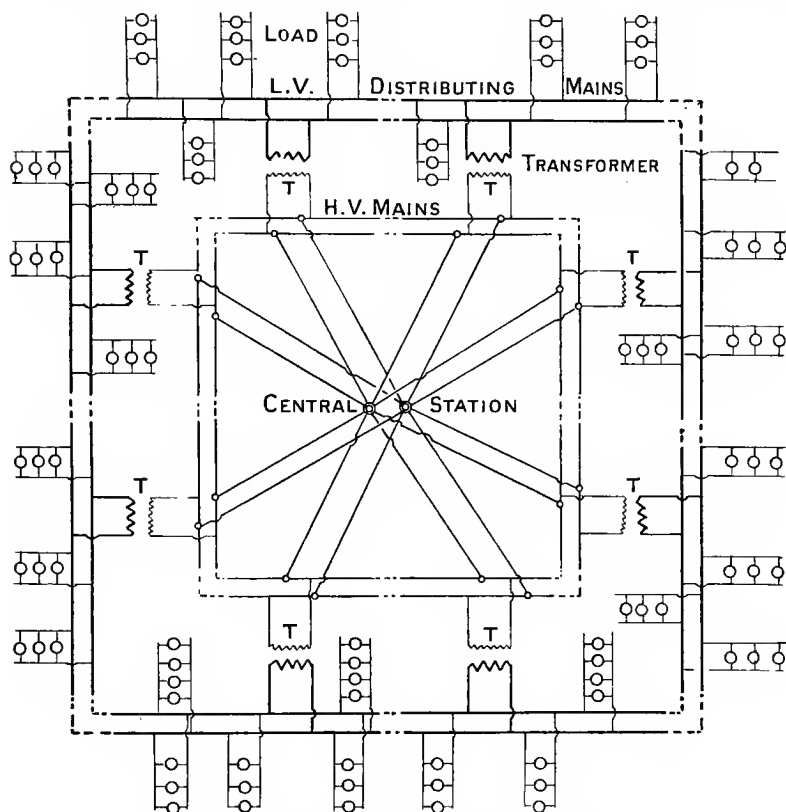 LOAD
L.V. DISTRIBUTING MAINS
TRANSFORMER
T T
H.V. MAINS
T T
CENTRAL STATION
T T
T T